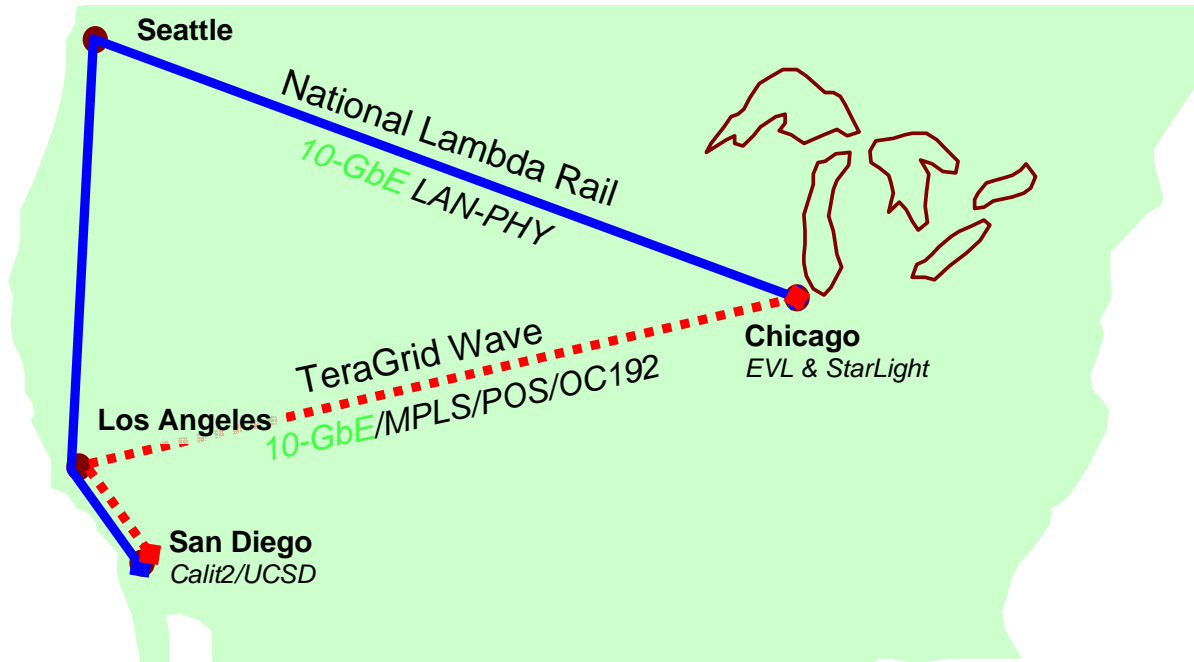 Seattle
National Lambda Rail
10-GbE LAN-PHY
TeraGrid Wave
10-GbE/MPLS/POS/OC192
Chicago
EVL & StarLight
Los Angeles
San Diego
Calit2/UCSD